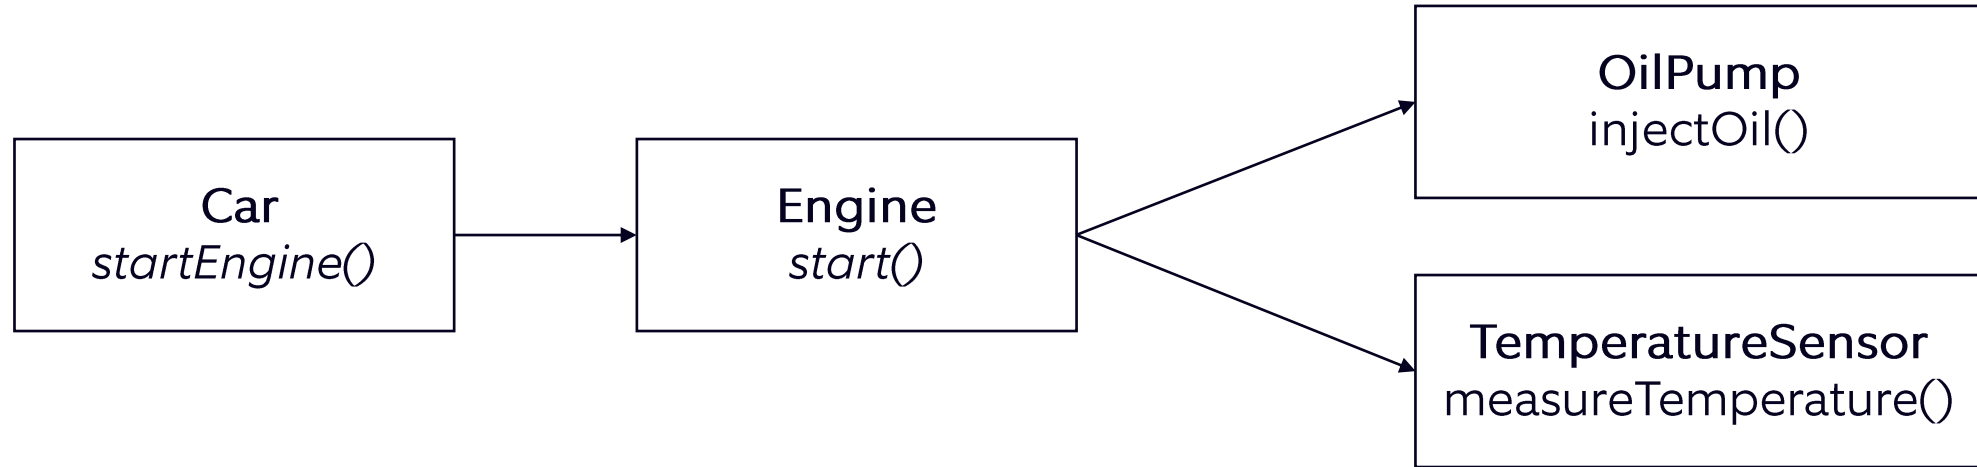 Car
startEngine()
Engine
start()
OilPump
injectOil()
TemperatureSensor
measureTemperature()